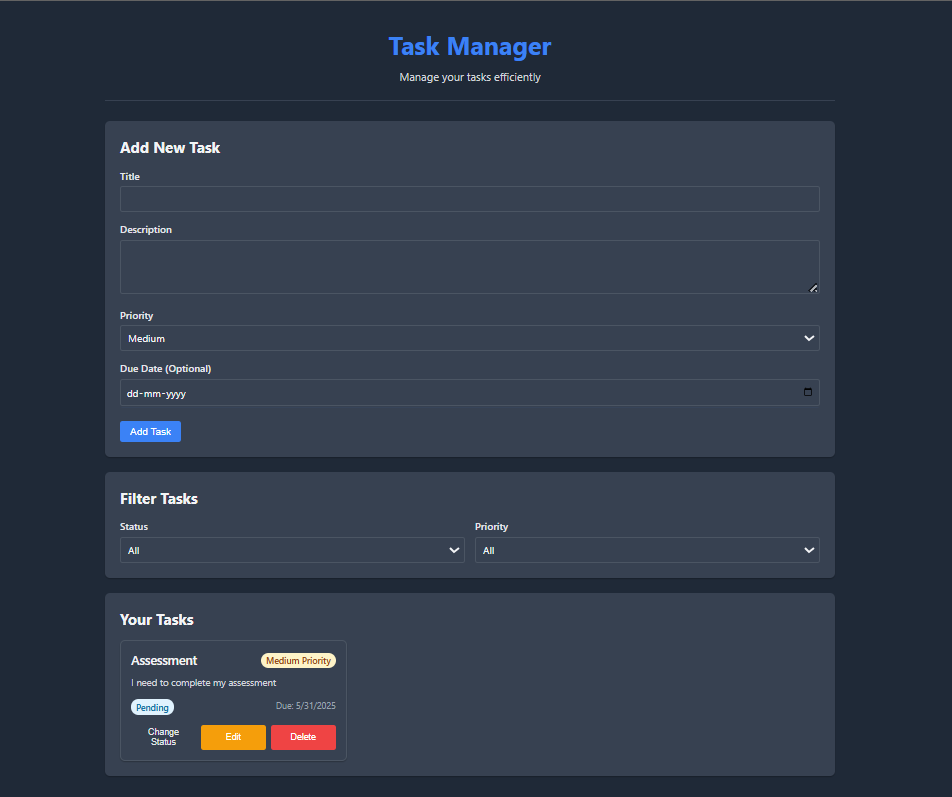 Task Manager
Manage your tasks efficiently
Add New Task
Title
Description
Priority
Medium
Due Date (Optional)
dd-mm-yyyy
Add Task
Filter Tasks
Status
Priority
All
All
Your Tasks
Assessment
Medium Priority
I need to complete my assessment
Pending
Due: 5/31/2025
Change
Status
Edit
Delete